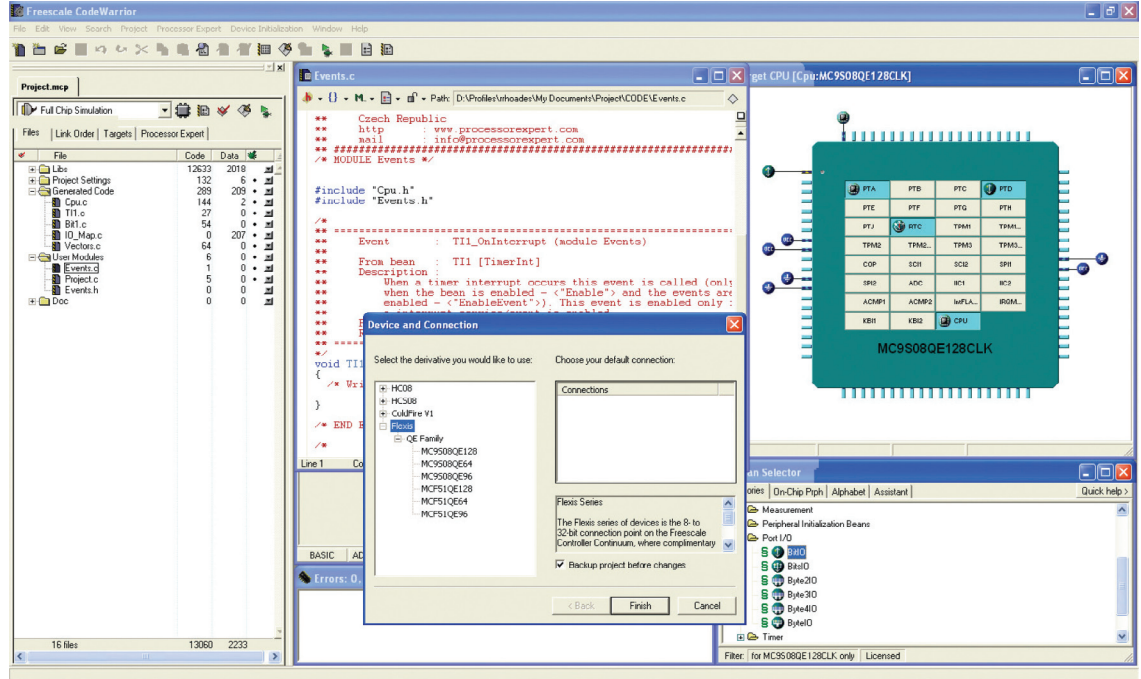 Freescale CodeWarrior
File Edit View Search Project Processor Expert Device Initialization Window Help
Project.mcp
Full Chip Simulation
Files Link Order Targets Processor Expert
File Code Data
Libs 12633 2018
Project Settings 132 6
Generated Code 289 209
Cpu.c 144 2
TI1.c 27 0
Bit1.c 54 0
IO_Map.c 0 207
Vectors.c 64 0
User Modules 6 0
Events.c 1 0
Project.c 5 0
Events.h 0 0
Doc 0 0
16 files 13060 2233
Events.c
Path: D:\Profiles\rrhoades\My Documents\Project\CODE\Events.c
** Czech Republic
** http : www.processorexpert.com
** mail : info@processorexpert.com
** ####
/* MODULE Events */
#include "Cpu.h"
#include "Events.h"
/*
** ====
** Event : TI1_OnInterrupt (module Events)
**
** From bean : TI1 [TimerInt]
** Description :
** When a timer interrupt occurs this event is called (only
** when the bean is enabled - <"Enable"> and the events are
** enabled - <"EnableEvent">). This event is enabled only
**
** ====
*/
void TI1
{
/* Wri
}
/* END E
/*
Line 1 Co
BASIC AD
Errors: 0,
Device and Connection
Select the derivative you would like to use:
HC08
HCS08
ColdFire V1
Flexis
QE Family
MC9S08QE128
MC9S08QE64
MC9S08QE96
MCF51QE128
MCF51QE64
MCF51QE96
Choose your default connection:
Connections
Flexis Series
The Flexis series of devices is the 8- to
32-bit connection point on the Freescale
Controller Continuum, where complimentary
Backup project before changes
< Back Finish Cancel
rget CPU [Cpu:MC9S08QE128CLK]
PTA PTB PTC PTD
PTE PTF PTG PTH
PTJ RTC TPM1 TPM1...
TPM2 TPM2... TPM3 TPM3...
COP SCI1 SCI2 SPI1
SPI2 ADC IIC1 IIC2
ACMP1 ACMP2 IntFLA... IROM...
KBI1 KBI2 CPU
MC9S08QE128CLK
an Selector
ories On-Chip Prph Alphabet Assistant Quick help >
Measurement
Peripheral Initialization Beans
Port I/O
BitIO
BitsIO
Byte2IO
Byte3IO
Byte4IO
ByteIO
Timer
Filter: for MC9S08QE128CLK only Licensed